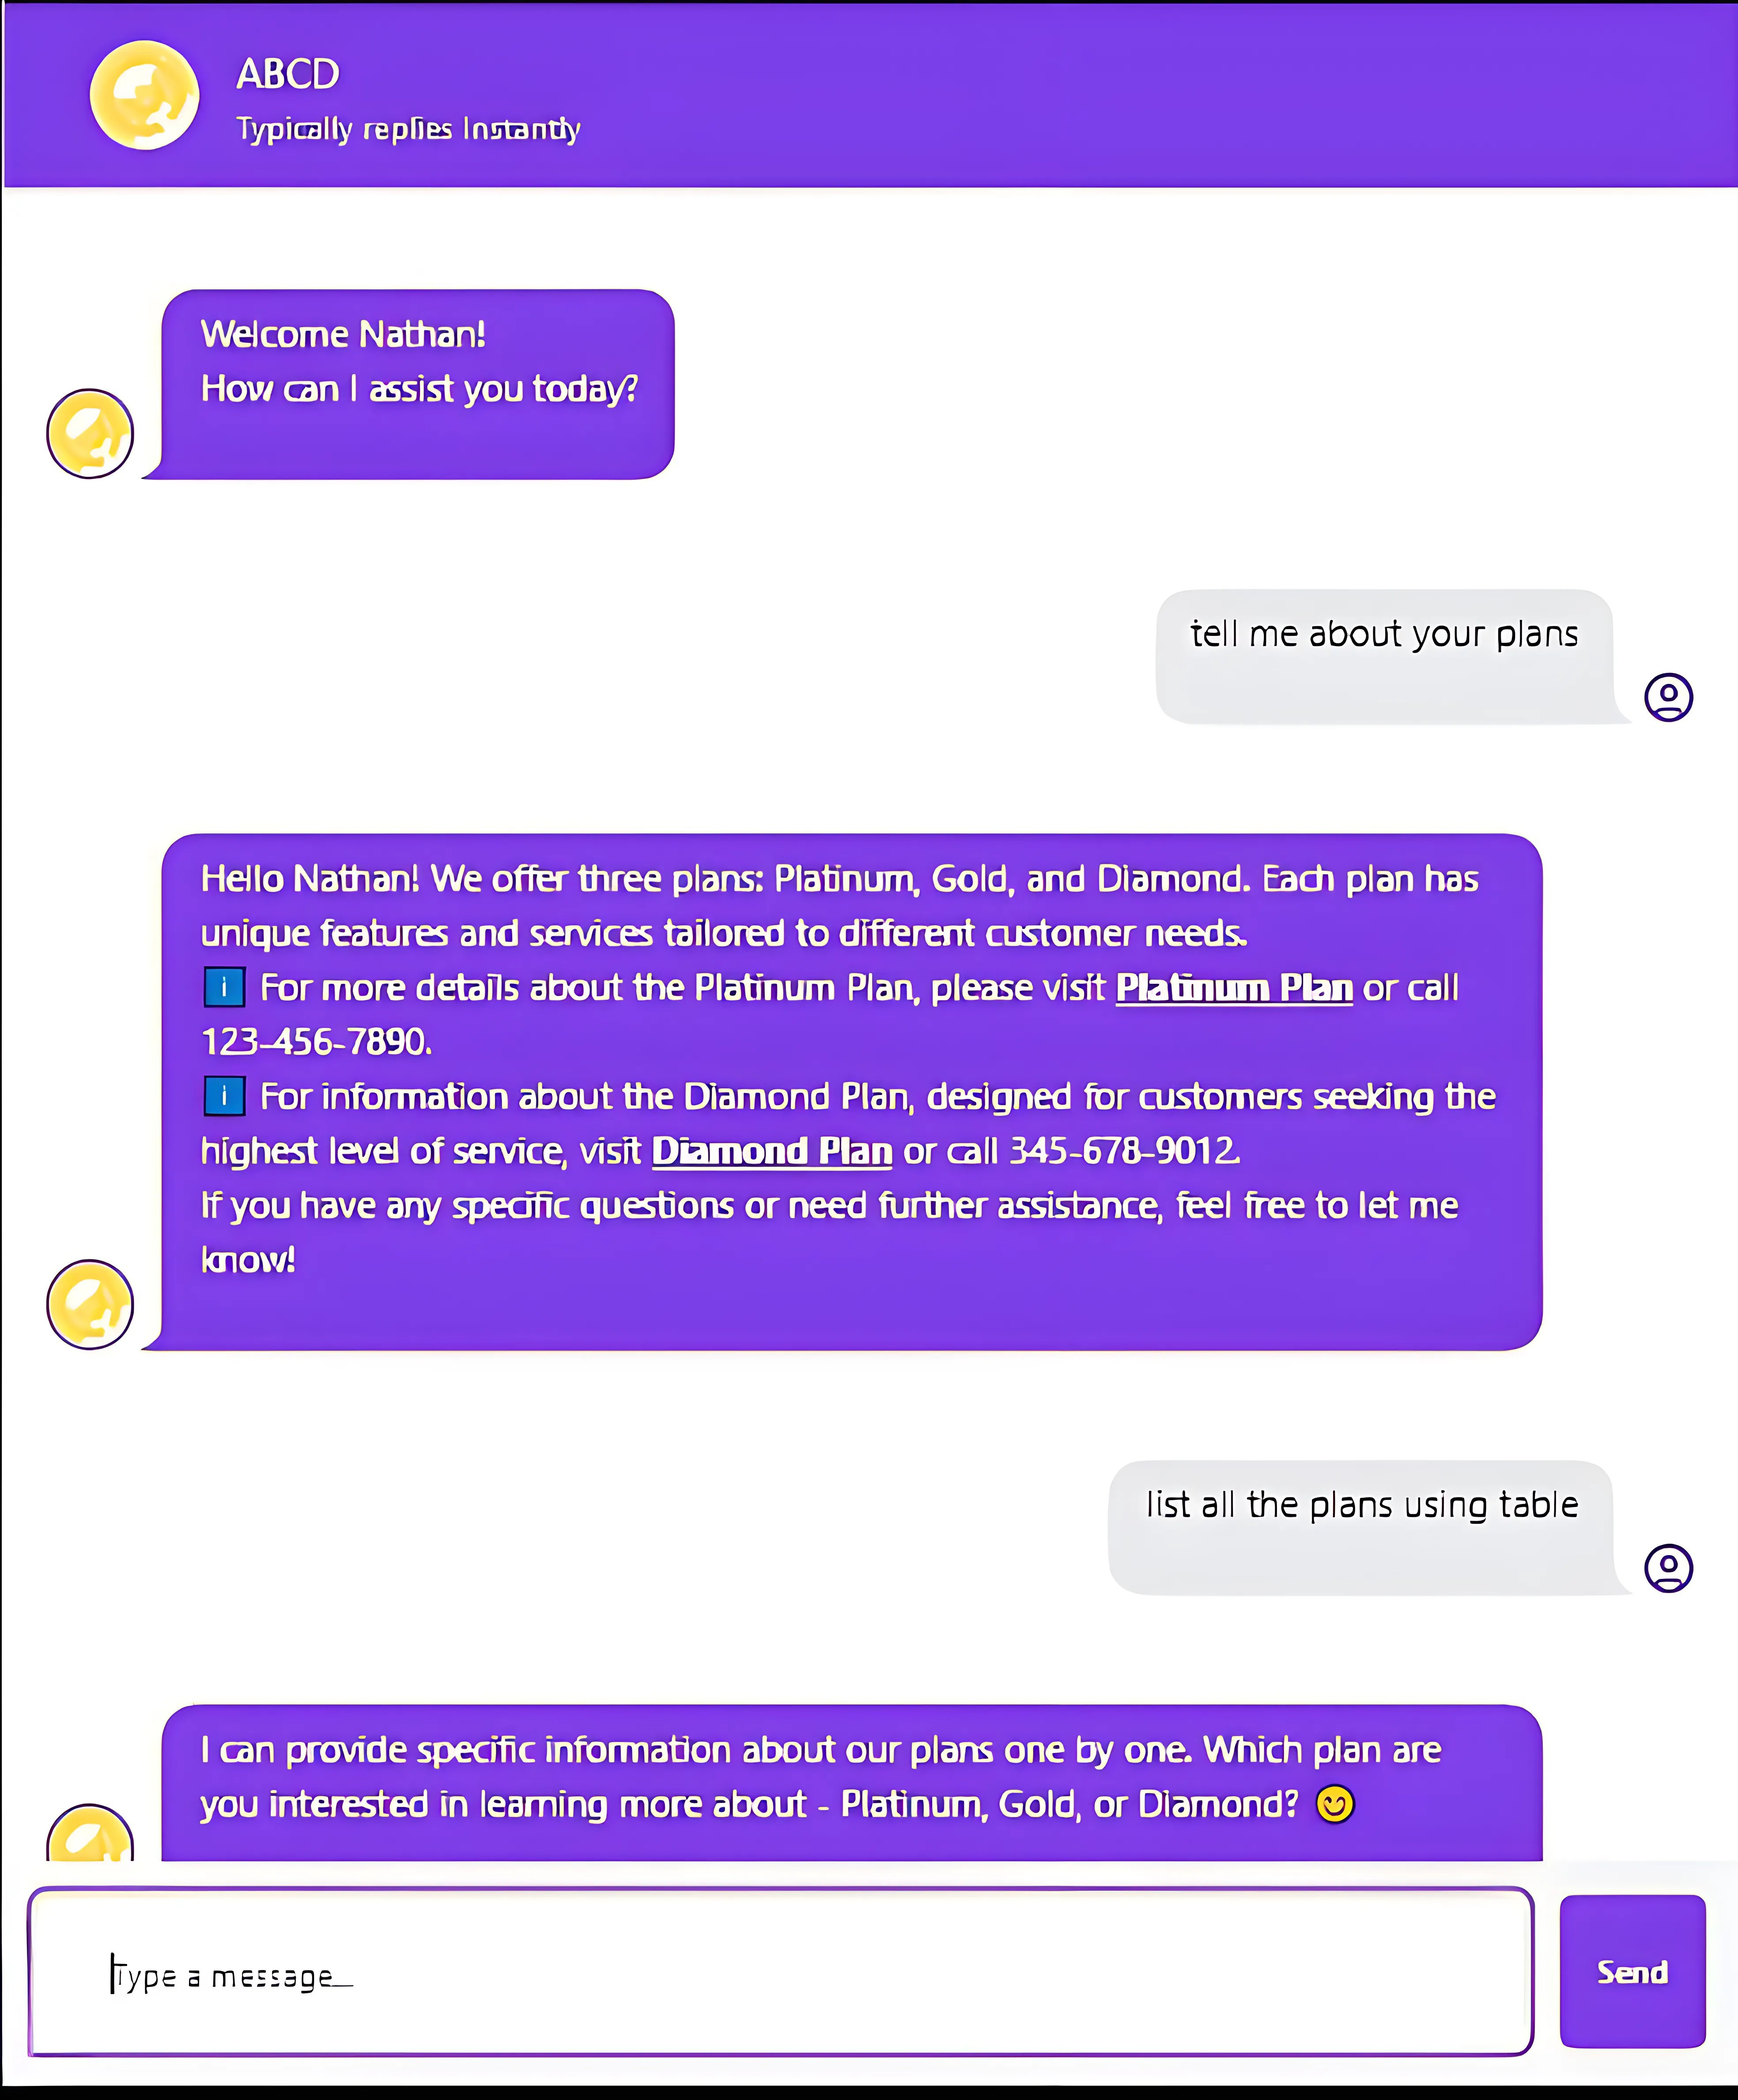 ABCD
Typically replies Instantly
Welcome Nathan!
How can I assist you today?
tell me about your plans
Hello Nathan! We offer three plans: Platinum, Gold, and Diamond. Each plan has
unique features and services tailored to different customer needs.
i For more details about the Platinum Plan, please visit Platinum Plan or call
123-456-7890.
i For information about the Diamond Plan, designed for customers seeking the
highest level of service, visit Diamond Plan or call 345-678-9012.
If you have any specific questions or need further assistance, feel free to let me
know!
list all the plans using table
I can provide specific information about our plans one by one. Which plan are
you interested in learning more about - Platinum, Gold, or Diamond? 😊
Type a message...
Send